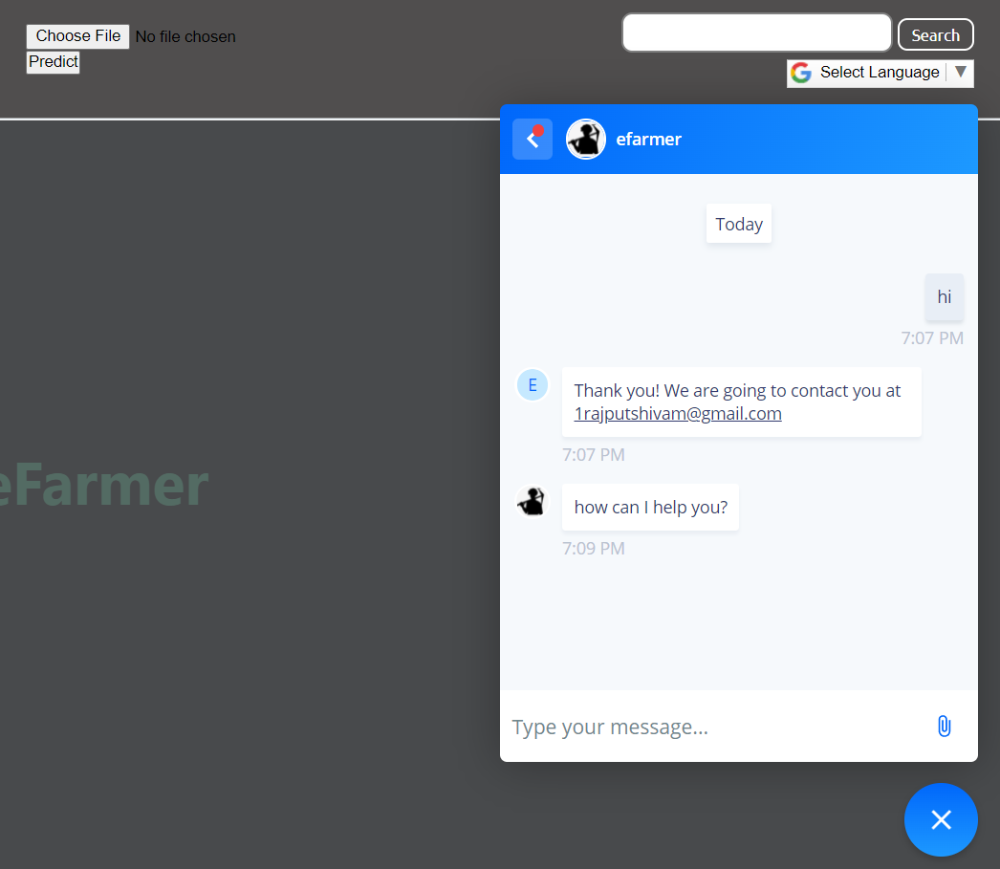 Choose File No file chosen
Predict
Search
Select Language ▼
efarmer
Today
hi
7:07 PM
E
Thank you! We are going to contact you at
1rajputshivam@gmail.com
7:07 PM
eFarmer
how can I help you?
7:09 PM
Type your message...